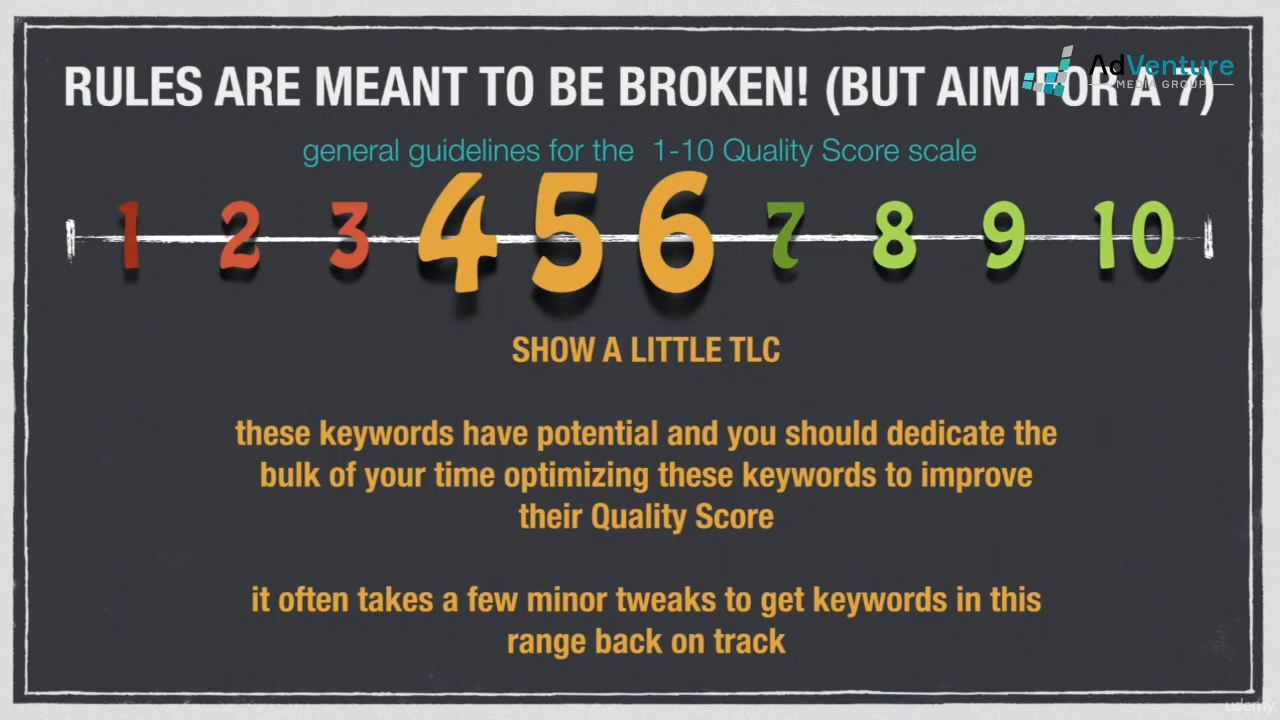 RULES ARE MEANT TO BE BROKEN! (BUT AIM FOR A 7)
AdVenture
MEDIA GROUP
general guidelines for the 1-10 Quality Score scale
1 2 3 4 5 6 7 8 9 10
SHOW A LITTLE TLC
these keywords have potential and you should dedicate the
bulk of your time optimizing these keywords to improve
their Quality Score
it often takes a few minor tweaks to get keywords in this
range back on track
udemy